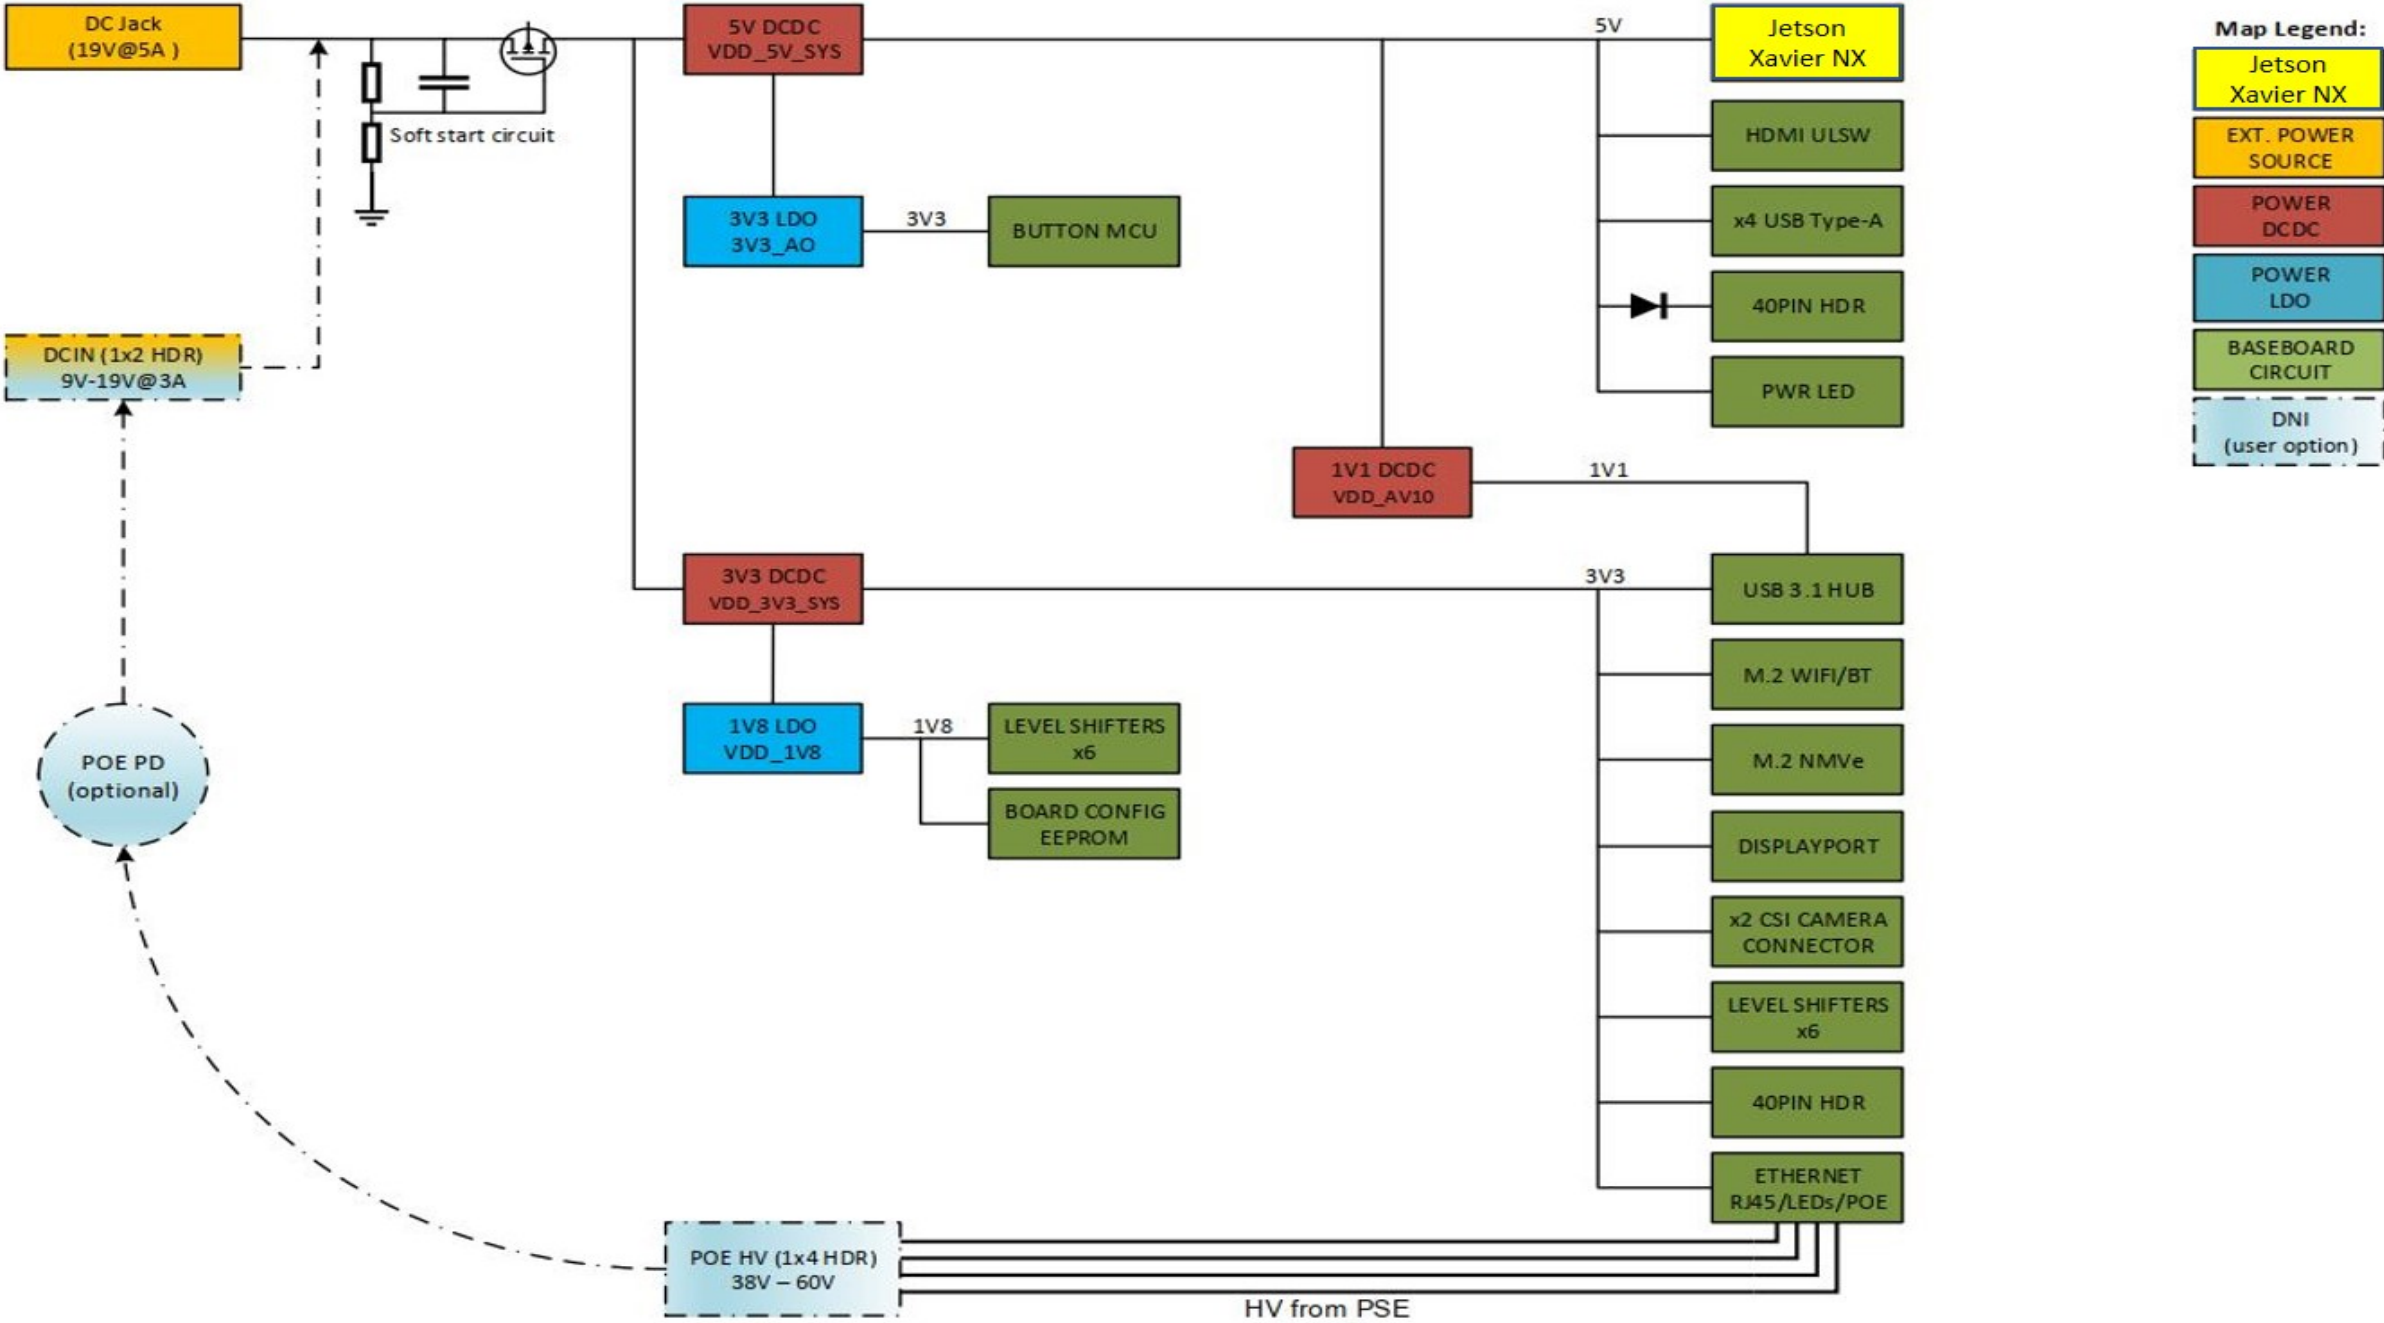 DC Jack
(19V@5A )
Soft start circuit
5V DCDC
VDD_5V_SYS
5V
Jetson
Xavier NX
HDMI ULSW
x4 USB Type-A
40PIN HDR
PWR LED
3V3 LDO
3V3_AO
3V3
BUTTON MCU
DCIN (1x2 HDR)
9V-19V@3A
1V1 DCDC
VDD_AV10
1V1
3V3 DCDC
VDD_3V3_SYS
3V3
USB 3.1 HUB
M.2 WIFI/BT
M.2 NMVe
DISPLAYPORT
x2 CSI CAMERA
CONNECTOR
LEVEL SHIFTERS
x6
40PIN HDR
ETHERNET
RJ45/LEDs/POE
1V8 LDO
VDD_1V8
1V8
LEVEL SHIFTERS
x6
BOARD CONFIG
EEPROM
POE PD
(optional)
POE HV (1x4 HDR)
38V – 60V
HV from PSE
Map Legend:
Jetson
Xavier NX
EXT. POWER
SOURCE
POWER
DCDC
POWER
LDO
BASEBOARD
CIRCUIT
DNI
(user option)